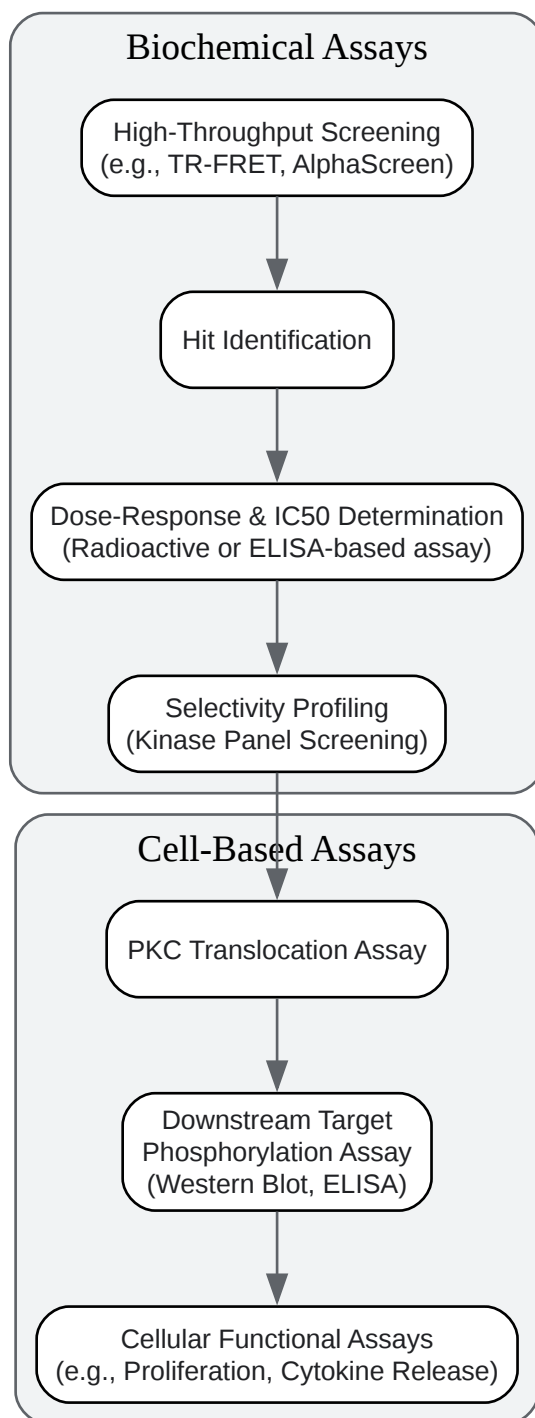 Biochemical Assays
High-Throughput Screening
(e.g., TR-FRET, AlphaScreen)
Hit Identification
Dose-Response & IC50 Determination
(Radioactive or ELISA-based assay)
Selectivity Profiling
(Kinase Panel Screening)
Cell-Based Assays
PKC Translocation Assay
Downstream Target
Phosphorylation Assay
(Western Blot, ELISA)
Cellular Functional Assays
(e.g., Proliferation, Cytokine Release)